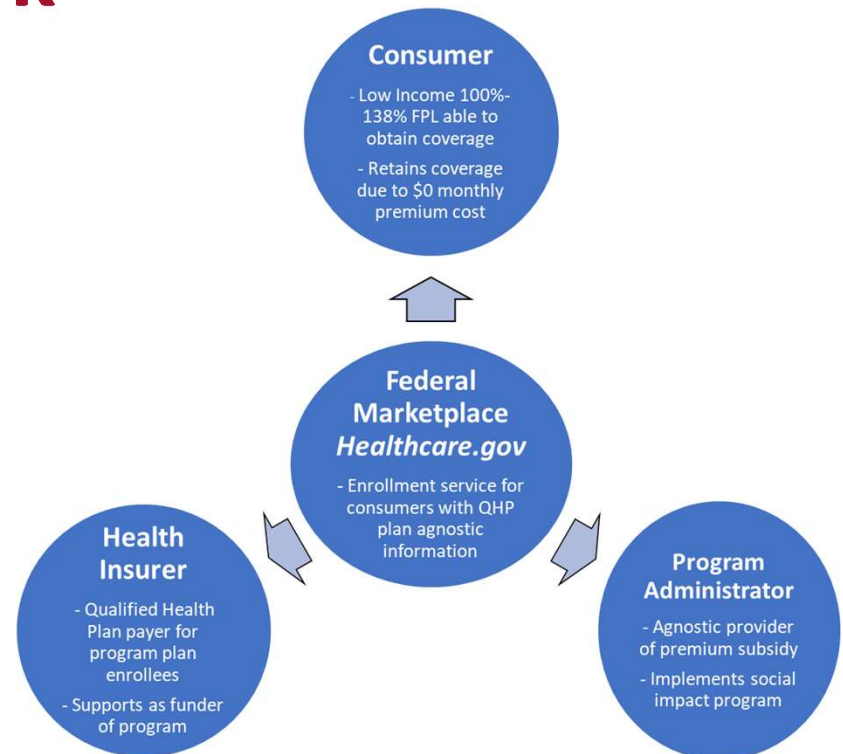 Consumer
- Low Income 100%-
138% FPL able to
obtain coverage
- Retains coverage
due to $0 monthly
premium cost
Federal
Marketplace
Healthcare.gov
- Enrollment service for
consumers with QHP
plan agnostic
information
Health
Insurer
- Qualified Health
Plan payer for
program plan
enrollees
- Supports as funder
of program
Program
Administrator
- Agnostic provider
of premium subsidy
- Implements social
impact program